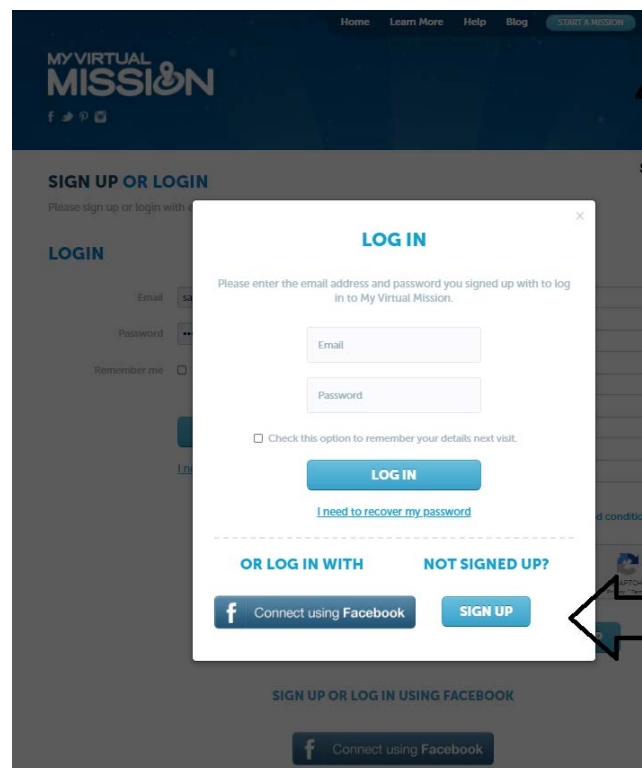 Home Learn More Help Blog START A MISSION
MY VIRTUAL
MISSION
SIGN UP OR LOGIN
Please sign up or login with
LOG IN
LOGIN
Please enter the email address and password you signed up with to log
in to My Virtual Mission.
Email sa
Email
Password
Password
Remember me
Check this option to remember your details next visit.
LOG IN
I need to recover my password
d conditio
OR LOG IN WITH NOT SIGNED UP?
f Connect using Facebook SIGN UP
SIGN UP OR LOG IN USING FACEBOOK
f Connect using Facebook